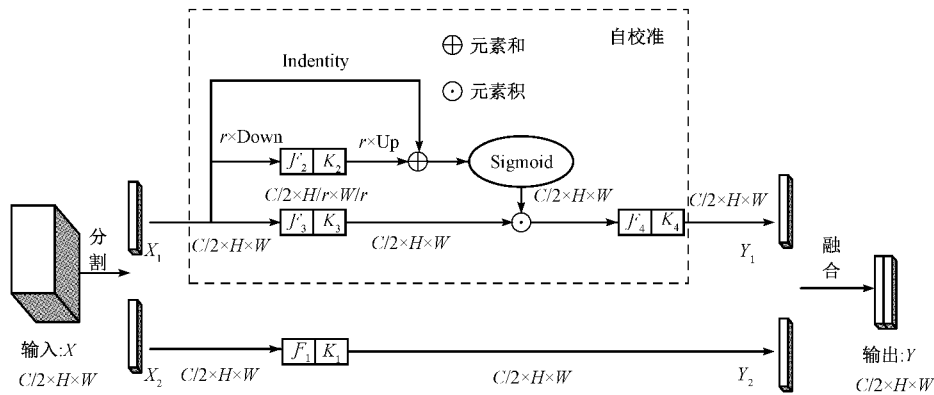 自校准
Indentity
⊕ 元素和
⊙ 元素积
r×Down
F₂ K₂
r×Up
Sigmoid
C/2×H/r×W/r
C/2×H×W
C/2×H×W
分割
X₁
C/2×H×W
F₃ K₃
C/2×H×W
F₄ K₄
Y₁
融合
输入:X
C/2×H×W
X₂
C/2×H×W
F₁ K₁
C/2×H×W
Y₂
输出:Y
C/2×H×W